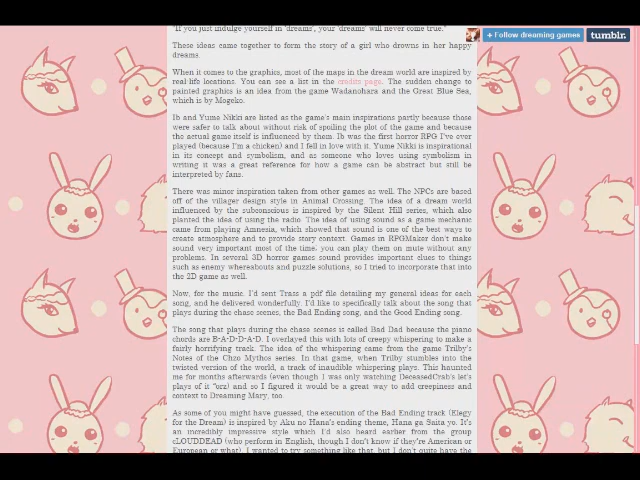 "If you just indulge yourself in 'dreams', your 'dreams' will never come true."
+ Follow dreaming games
tumblr.
These ideas came together to form the story of a girl who drowns in her happy
dreams.
When it comes to the graphics, most of the maps in the dream world are inspired by
real life locations. You can see a list in the credits page. The sudden change to
painted graphics is an idea from the game Wadanohara and the Great Blue Sea,
which is by Mogeko.
Ib and Yume Nikki are listed as the game's main inspirations partly because those
were safer to talk about without risk of spoiling the plot of the game and because
the actual game itself is influenced by them. Ib was the first horror RPG I've ever
played (because I'm a chicken) and I fell in love with it. Yume Nikki is inspirational
in its concept and symbolism, and as someone who loves using symbolism in
writing it was a great reference for how a game can be abstract but still be
interpreted by fans.
There was minor inspiration taken from other games as well. The NPCs are based
off of the villager design style in Animal Crossing. The idea of a dream world
influenced by the subconscious is inspired by the Silent Hill series, which also
planted the idea of using the radio. The idea of using sound as a game mechanic
came from playing Amnesia, which showed that sound is one of the best ways to
create atmosphere and to provide story context. Games in RPGMaker don't make
sound very important most of the time; you can play them on mute without any
problems. In several 3D horror games sound provides important clues to things
such as enemy whereabouts and puzzle solutions, so I tried to incorporate that into
the 2D game as well.
Now, for the music. I'd sent Tras a pdf file detailing my general ideas for each
song, and he delivered wonderfully. I'd like to specifically talk about the song that
plays during the chase scenes, the Bad Ending song, and the Good Ending song.
The song that plays during the chase scenes is called Bad Dad because the piano
chords are B-A-D-D-A-D. I overlayed this with lots of creepy whispering to make a
fairly horrifying track. The idea of the whispering came from the game Trilby's
Notes of the Chzo Mythos series. In that game, when Trilby stumbles into the
twisted version of the world, a track of inaudible whispering plays. This haunted
me for months afterwards (even though I was only watching DeceasedCrab's let's
plays of it "orz) and so I figured it would be a great way to add creepiness and
context to Dreaming Mary, too
As some of you might have guessed, the execution of the Bad Ending track (Elegy
for the Dream) is inspired by Aku no Hana's ending theme, Hana ga Saita yo. It's
an incredibly impressive style which I'd also heard earlier from the group
cLOUDDEAD (who perform in English, though I don't know if they're American or
European or what). I wanted to try something like that, but I don't quite have the